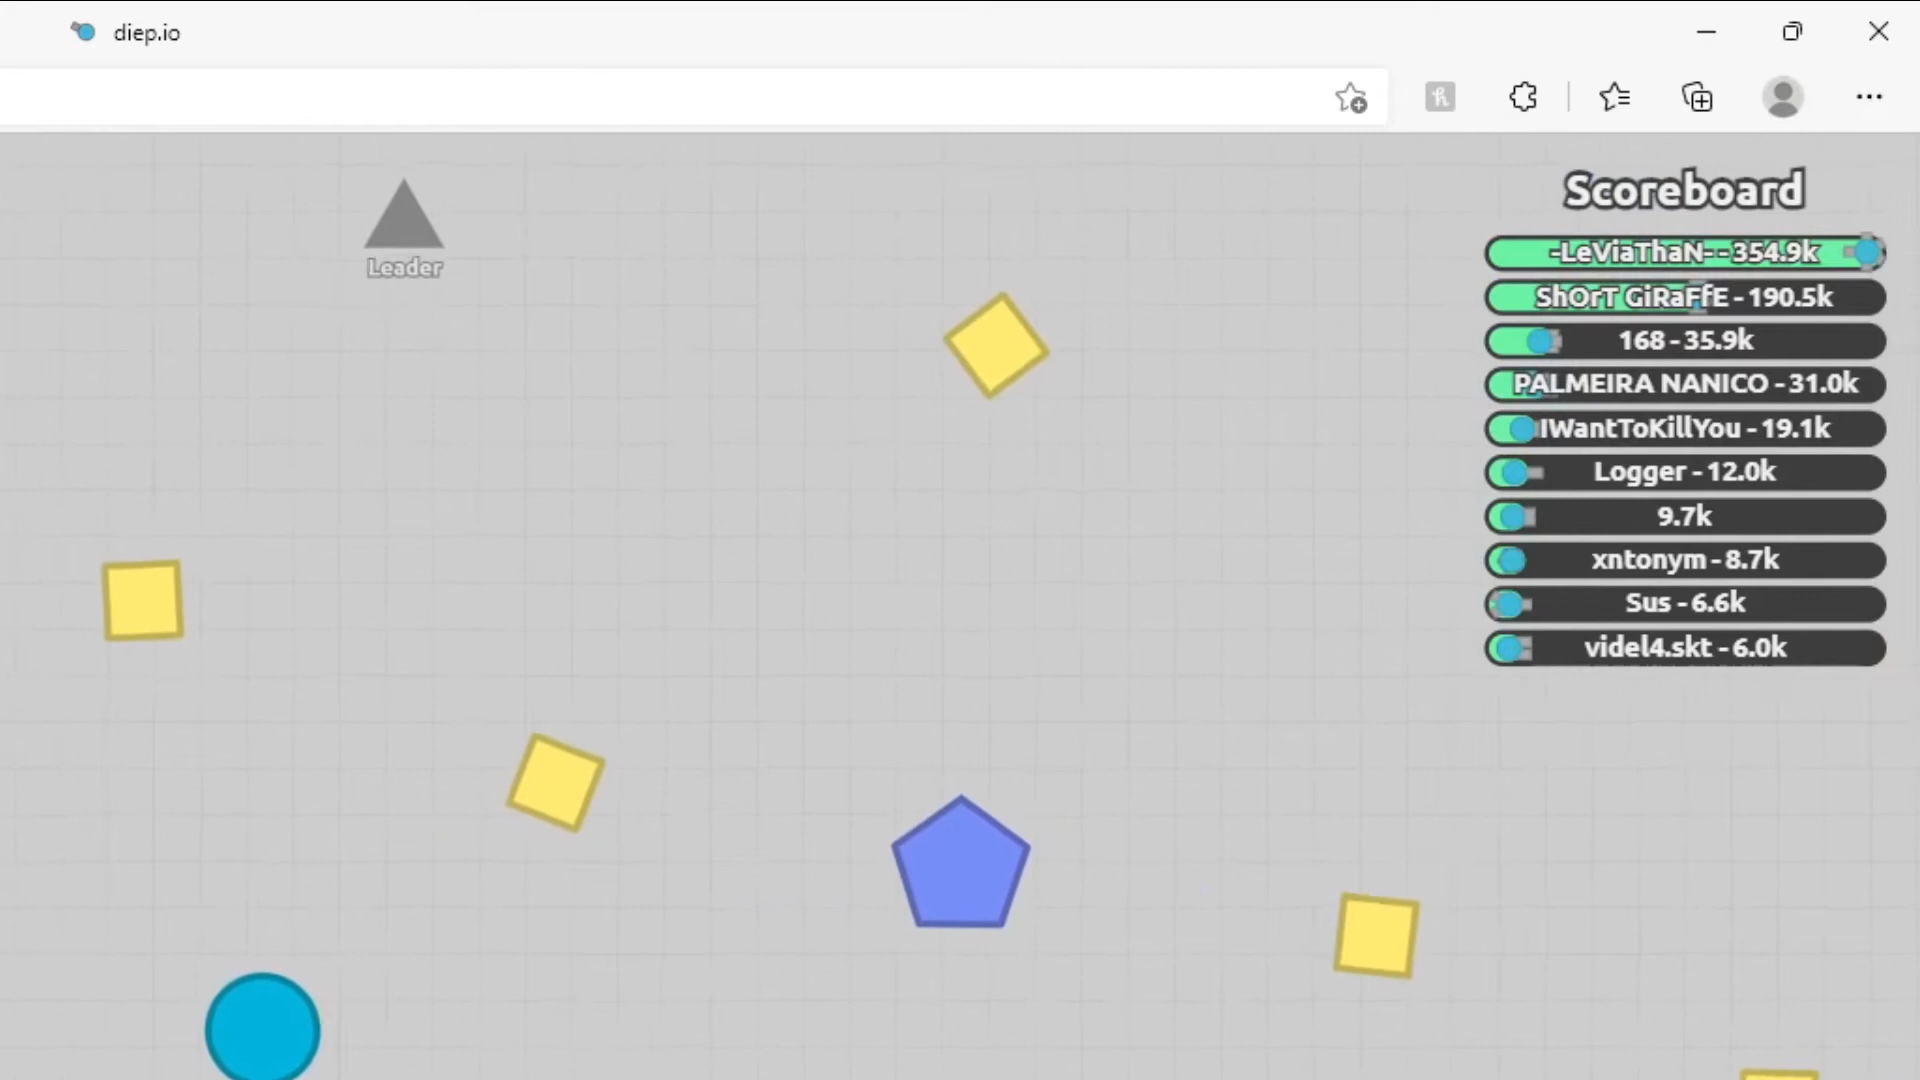 diep.io
Leader
Scoreboard
-LeViaThaN- - 354.9k
ShOrT GiRaFfE - 190.5k
168 - 35.9k
PALMEIRA NANICO - 31.0k
IWantToKillYou - 19.1k
Logger - 12.0k
9.7k
xntonym - 8.7k
Sus - 6.6k
videl4.skt - 6.0k